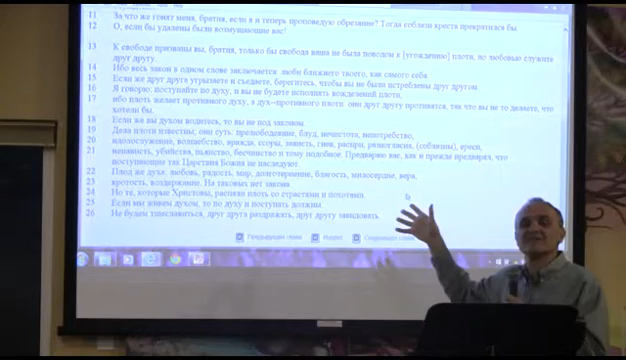 11 За что же гонят меня, братия, если я и теперь проповедую обрезание? Тогда соблазн креста прекратился бы.
12 О, если бы удалены были возмущающие вас!
13 К свободе призваны вы, братия, только бы свобода ваша не была поводом к [угождению] плоти, но любовью служите
друг другу.
14 Ибо весь закон в одном слове заключается: люби ближнего твоего, как самого себя.
15 Если же друг друга угрызаете и съедаете, берегитесь, чтобы вы не были истреблены друг другом.
16 Я говорю: поступайте по духу, и вы не будете исполнять вожделений плоти,
17 ибо плоть желает противного духу, а дух--противного плоти: они друг другу противятся, так что вы не то делаете, что
хотели бы.
18 Если же вы духом водитесь, то вы не под законом.
19 Дела плоти известны; они суть: прелюбодеяние, блуд, нечистота, непотребство,
20 идолослужение, волшебство, вражда, ссоры, зависть, гнев, распри, разногласия, (соблазны), ереси,
21 ненависть, убийства, пьянство, бесчинство и тому подобное. Предваряю вас, как и прежде предварял, что
поступающие так Царствия Божия не наследуют.
22 Плод же духа: любовь, радость, мир, долготерпение, благость, милосердие, вера,
23 кротость, воздержание. На таковых нет закона.
24 Но те, которые Христовы, распяли плоть со страстями и похотями.
25 Если мы живем духом, то по духу и поступать должны.
26 Не будем тщеславиться, друг друга раздражать, друг другу завидовать.
Предыдущая глава Индекс Следующая глава